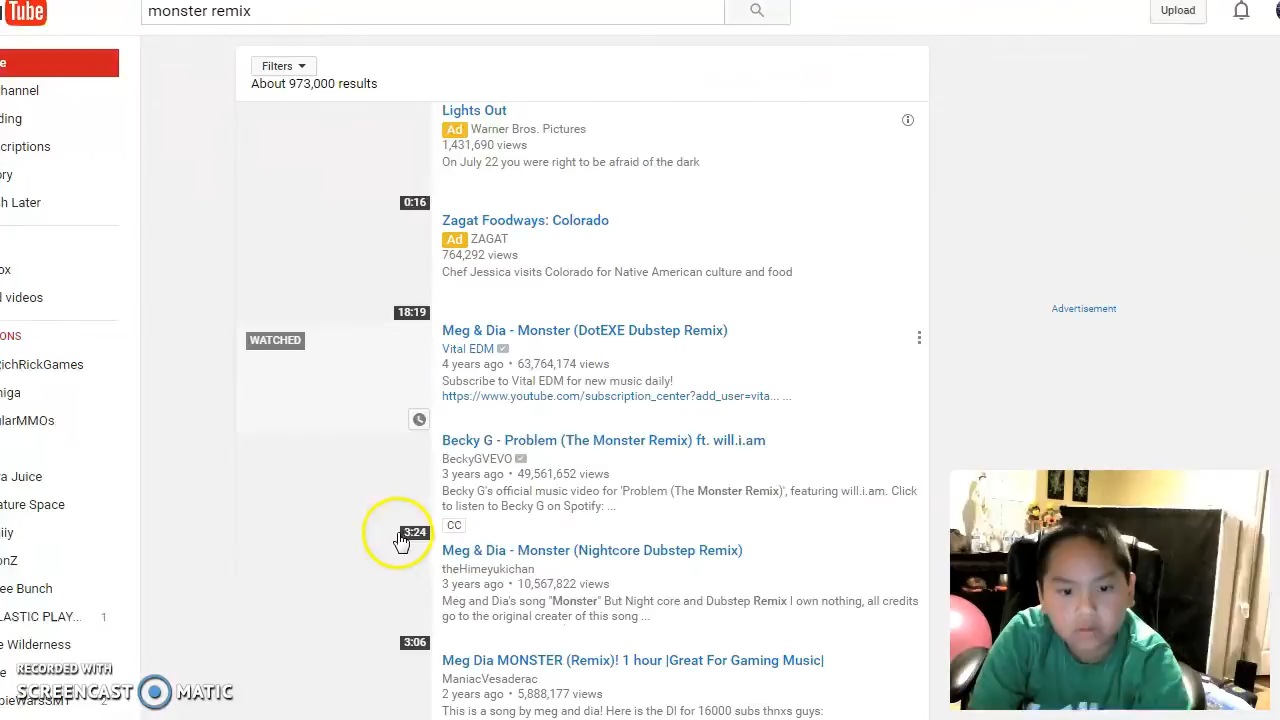 Tube
monster remix
Upload
e
channel
ding
criptions
ory
sh Later
ox
d videos
ONS
RichRickGames
niga
ularMMOs
a Juice
ature Space
jiy
onZ
ee Bunch
LASTIC PLAY... 1
e Wilderness
2
Filters
About 973,000 results
Lights Out
Ad Warner Bros. Pictures
1,431,690 views
On July 22 you were right to be afraid of the dark
0:16
Zagat Foodways: Colorado
Ad ZAGAT
764,292 views
Chef Jessica visits Colorado for Native American culture and food
18:19
WATCHED
Meg & Dia - Monster (DotEXE Dubstep Remix)
Vital EDM
4 years ago • 63,764,174 views
Subscribe to Vital EDM for new music daily!
https://www.youtube.com/subscription_center?add_user=vita... ...
Becky G - Problem (The Monster Remix) ft. will.i.am
BeckyGVEVO
3 years ago • 49,561,652 views
Becky G's official music video for 'Problem (The Monster Remix)', featuring will.i.am. Click
to listen to Becky G on Spotify: ...
CC
3:24
Meg & Dia - Monster (Nightcore Dubstep Remix)
theHimeyukichan
3 years ago • 10,567,822 views
Meg and Dia's song "Monster" But Night core and Dubstep Remix I own nothing, all credits
go to the original creater of this song ...
3:06
Meg Dia MONSTER (Remix)! 1 hour |Great For Gaming Music|
ManiacVesaderac
2 years ago • 5,888,177 views
This is a song by meg and dia! Here is the Dl for 16000 subs thnxs guys:
Advertisement
RECORDED WITH
SCREENCAST MATIC